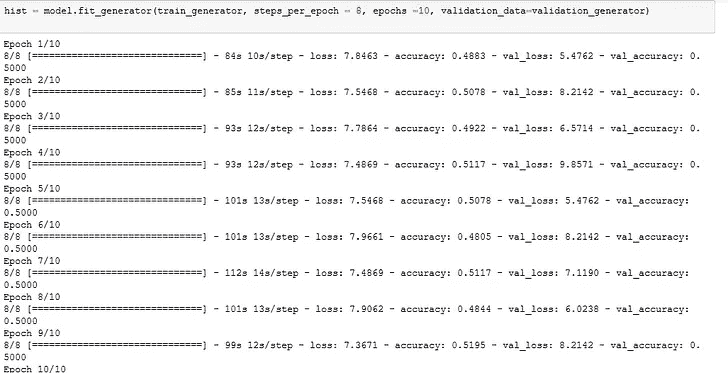 hist = model.fit_generator(train_generator, steps_per_epoch = 8, epochs =10, validation_data=validation_generator)
Epoch 1/10
8/8 [==============================] - 84s 10s/step - loss: 7.8463 - accuracy: 0.4883 - val_loss: 5.4762 - val_accuracy: 0.
5000
Epoch 2/10
8/8 [==============================] - 85s 11s/step - loss: 7.5468 - accuracy: 0.5078 - val_loss: 8.2142 - val_accuracy: 0.
5000
Epoch 3/10
8/8 [==============================] - 93s 12s/step - loss: 7.7864 - accuracy: 0.4922 - val_loss: 6.5714 - val_accuracy: 0.
5000
Epoch 4/10
8/8 [==============================] - 93s 12s/step - loss: 7.4869 - accuracy: 0.5117 - val_loss: 9.8571 - val_accuracy: 0.
5000
Epoch 5/10
8/8 [==============================] - 101s 13s/step - loss: 7.5468 - accuracy: 0.5078 - val_loss: 5.4762 - val_accuracy:
0.5000
Epoch 6/10
8/8 [==============================] - 101s 13s/step - loss: 7.9661 - accuracy: 0.4805 - val_loss: 8.2142 - val_accuracy:
0.5000
Epoch 7/10
8/8 [==============================] - 112s 14s/step - loss: 7.4869 - accuracy: 0.5117 - val_loss: 7.1190 - val_accuracy:
0.5000
Epoch 8/10
8/8 [==============================] - 101s 13s/step - loss: 7.9062 - accuracy: 0.4844 - val_loss: 6.0238 - val_accuracy:
0.5000
Epoch 9/10
8/8 [==============================] - 99s 12s/step - loss: 7.3671 - accuracy: 0.5195 - val_loss: 8.2142 - val_accuracy: 0.
5000
Epoch 10/10